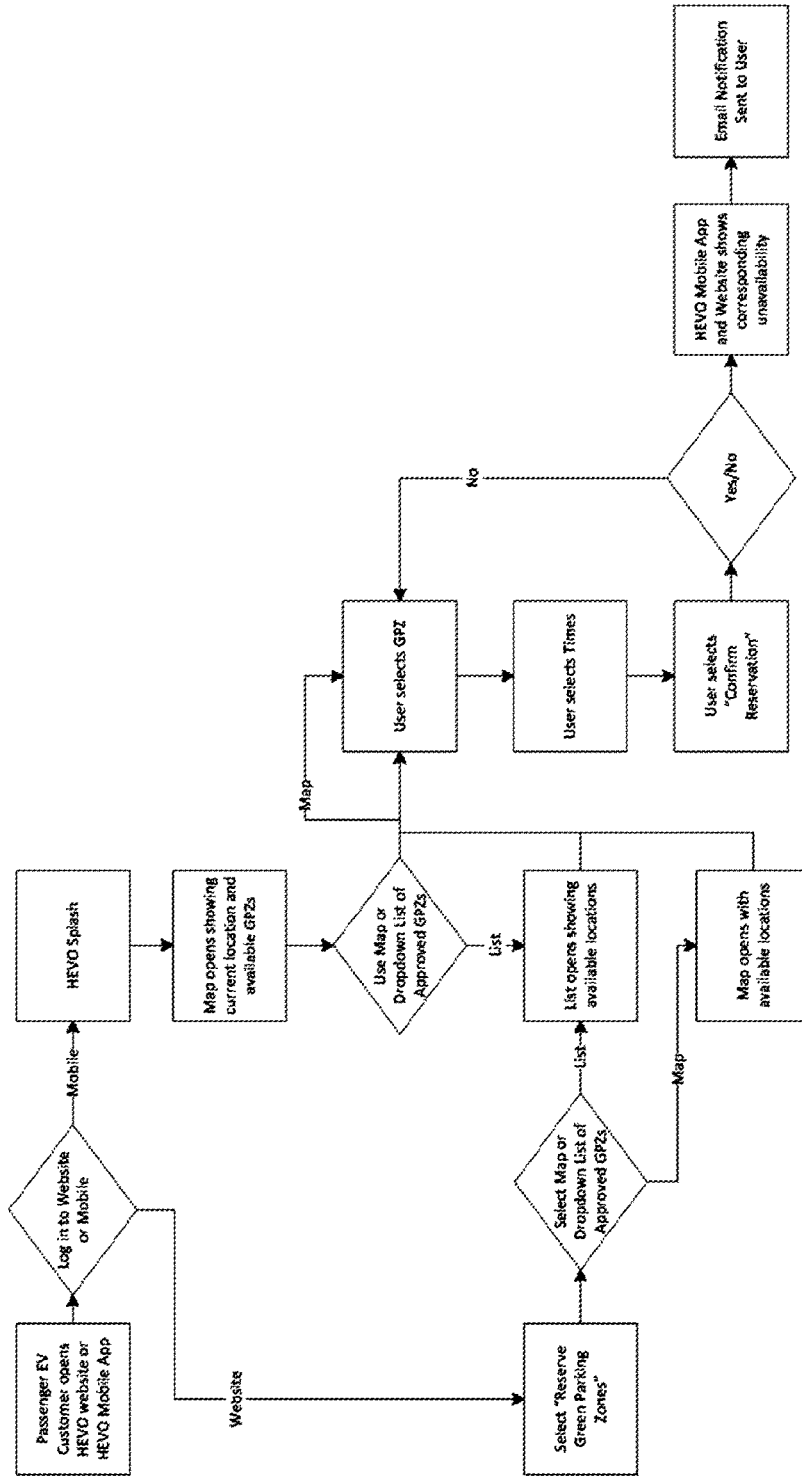 Passenger EV
Customer opens
HEVO website or
HEVO Mobile App
Log in to Website
or Mobile
Mobile
Website
HEVO Splash
Map opens showing
current location and
available GPZs
Use Map or
Dropdown List of
Approved GPZs
Map
List
Select "Reserve
Green Parking
Zones"
Select Map or
Dropdown List of
Approved GPZs
List
Map
List opens showing
available locations
Map opens with
available locations
User selects GPZ
User selects Times
User selects
"Confirm
Reservation"
Yes/No
No
HEVO Mobile App
and Website shows
corresponding
unavailability
Email Notification
Sent to User